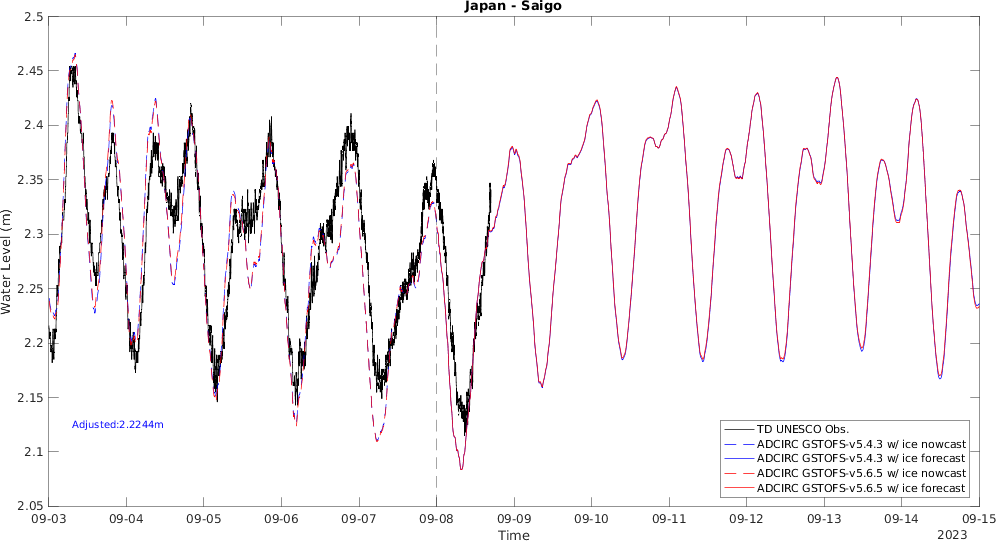 Japan - Saigo
2.5
2.45
2.4
2.35
2.3
2.25
2.2
2.15
2.1
2.05
Water Level (m)
Adjusted:2.2244m
TD UNESCO Obs.
ADCIRC GSTOFS-v5.4.3 w/ ice nowcast
ADCIRC GSTOFS-v5.4.3 w/ ice forecast
ADCIRC GSTOFS-v5.6.5 w/ ice nowcast
ADCIRC GSTOFS-v5.6.5 w/ ice forecast
09-03 09-04 09-05 09-06 09-07 09-08 09-09 09-10 09-11 09-12 09-13 09-14 09-15
Time
2023